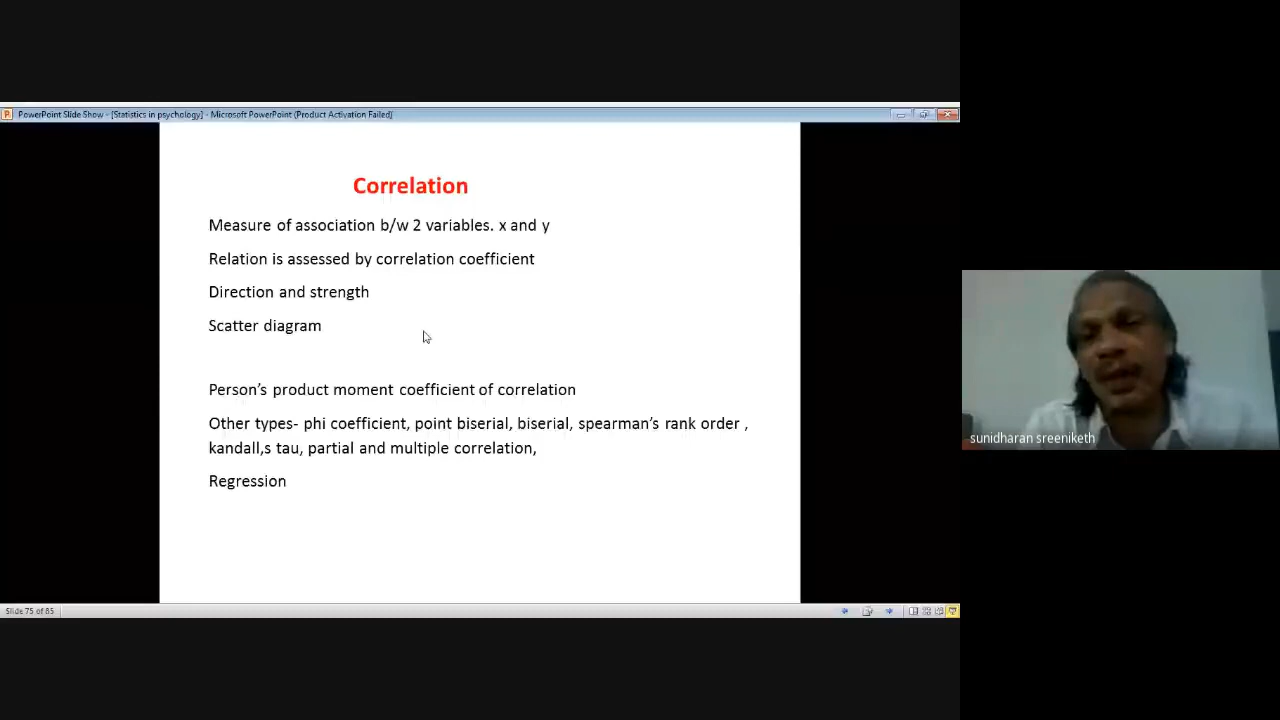 PowerPoint Slide Show - [Statistics in psychology] - Microsoft PowerPoint (Product Activation Failed)
Correlation
Measure of association b/w 2 variables. x and y
Relation is assessed by correlation coefficient
Direction and strength
Scatter diagram
Person's product moment coefficient of correlation
Other types- phi coefficient, point biserial, biserial, spearman's rank order ,
kandall,s tau, partial and multiple correlation,
Regression
Slide 75 of 85
sunidharan sreeniketh